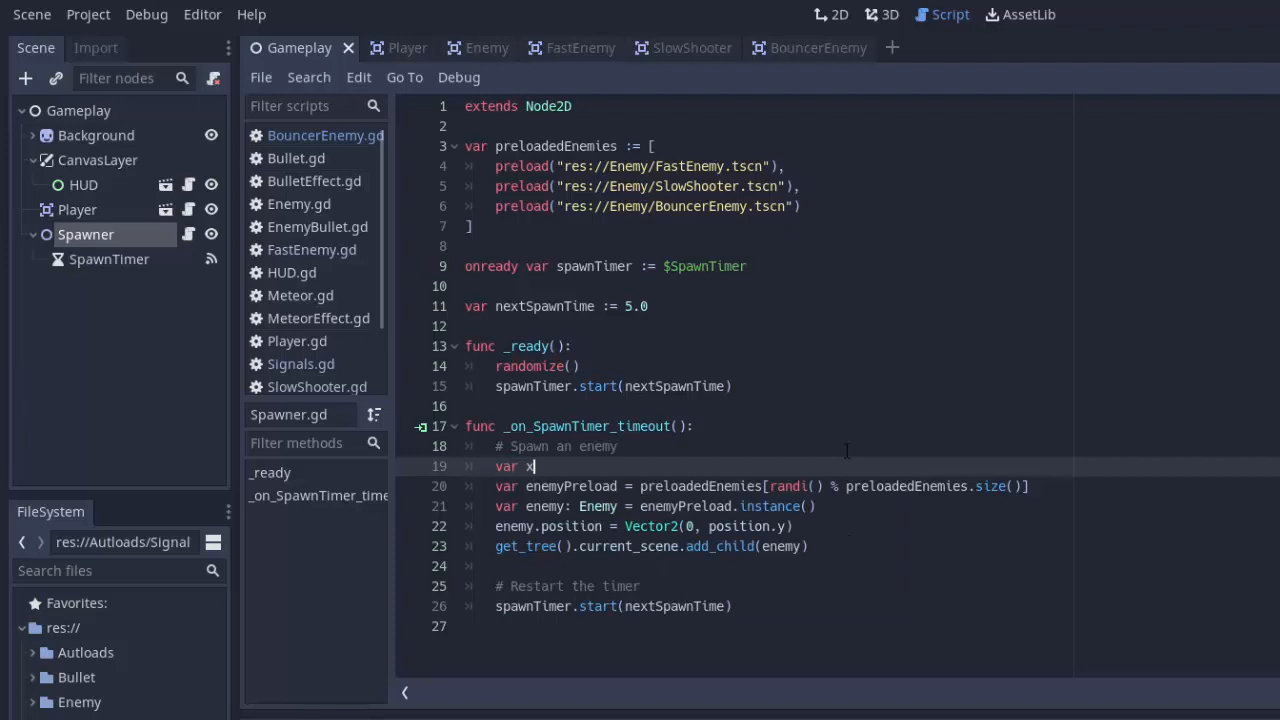 Scene Project Debug Editor Help
2D 3D Script AssetLib
Scene Import
Filter nodes
Gameplay
Background
CanvasLayer
HUD
Player
Spawner
SpawnTimer
FileSystem
res://Autloads/Signal
Search files
Favorites:
res://
Autloads
Bullet
Enemy
Gameplay Player Enemy FastEnemy SlowShooter BouncerEnemy
File Search Edit Go To Debug
Filter scripts
BouncerEnemy.gd
Bullet.gd
BulletEffect.gd
Enemy.gd
EnemyBullet.gd
FastEnemy.gd
HUD.gd
Meteor.gd
MeteorEffect.gd
Player.gd
Signals.gd
SlowShooter.gd
Spawner.gd
Filter methods
_ready
_on_SpawnTimer_time
1 extends Node2D
2
3 var preloadedEnemies := [
4 preload("res://Enemy/FastEnemy.tscn"),
5 preload("res://Enemy/SlowShooter.tscn"),
6 preload("res://Enemy/BouncerEnemy.tscn")
7 ]
8
9 onready var spawnTimer := $SpawnTimer
10
11 var nextSpawnTime := 5.0
12
13 func _ready():
14 randomize()
15 spawnTimer.start(nextSpawnTime)
16
17 func _on_SpawnTimer_timeout():
18 # Spawn an enemy
19 var x
20 var enemyPreload = preloadedEnemies[randi() % preloadedEnemies.size()]
21 var enemy: Enemy = enemyPreload.instance()
22 enemy.position = Vector2(0, position.y)
23 get_tree().current_scene.add_child(enemy)
24
25 # Restart the timer
26 spawnTimer.start(nextSpawnTime)
27